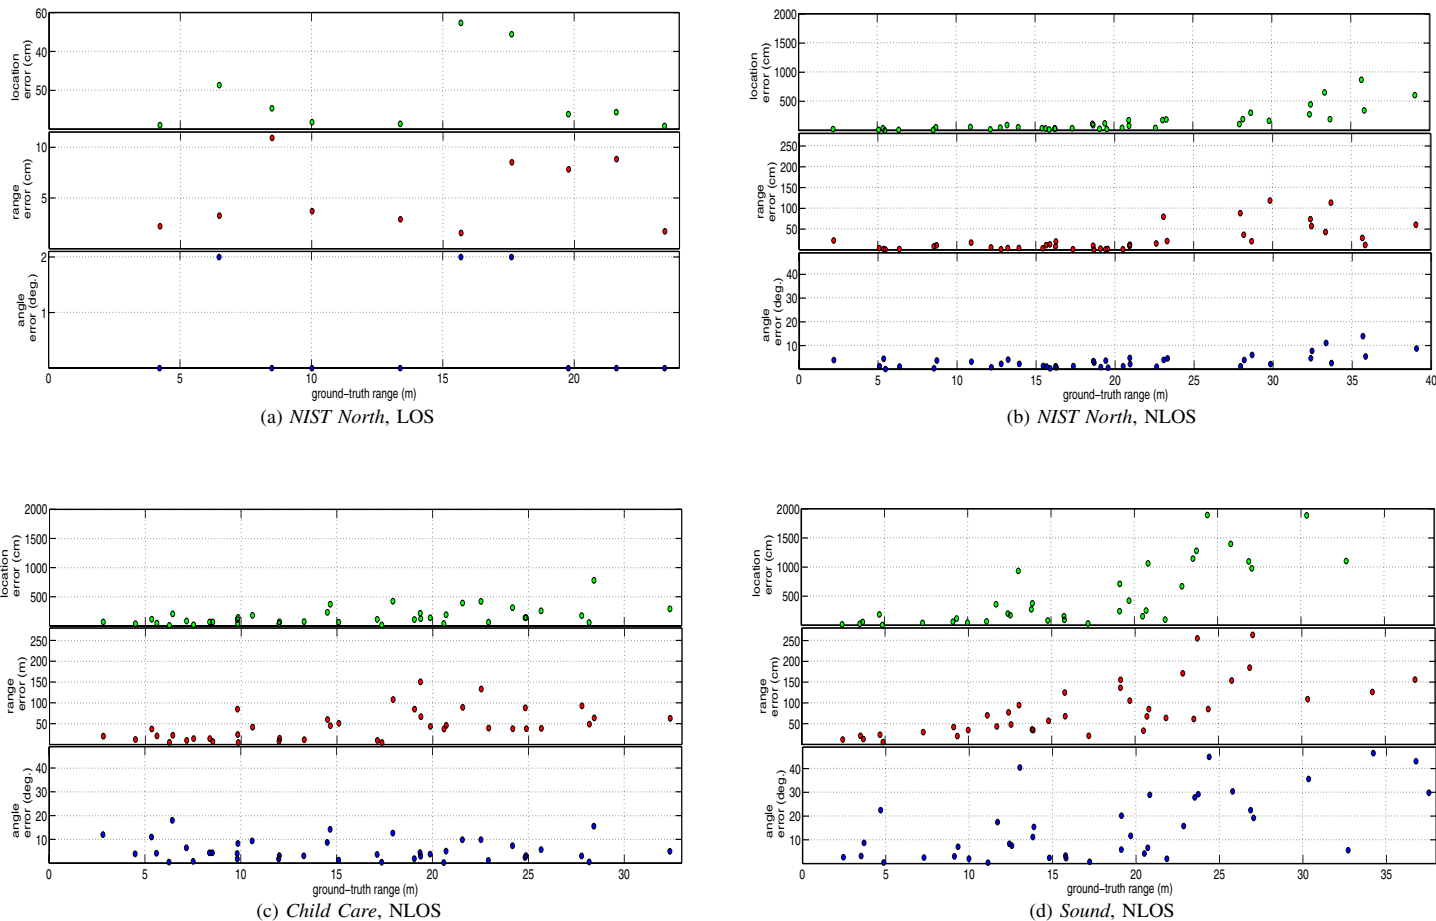 60
40
50
location
error (cm)
10
5
range
error (cm)
2
1
angle
error (deg.)
0
5
10
15
20
ground−truth range (m)
(a) NIST North, LOS
2000
1500
1000
500
location
error (cm)
250
200
150
100
50
range
error (cm)
40
30
20
10
angle
error (deg.)
0
5
10
15
20
25
30
35
40
ground−truth range (m)
(b) NIST North, NLOS
2000
1500
1000
500
location
error (cm)
250
200
150
100
50
range
error (m)
40
30
20
10
angle
error (deg.)
0
5
10
15
20
25
30
ground−truth range (m)
(c) Child Care, NLOS
2000
1500
1000
500
location
error (cm)
250
200
150
100
50
range
error (cm)
40
30
20
10
angle
error (deg.)
0
5
10
15
20
25
30
35
ground−truth range (m)
(d) Sound, NLOS